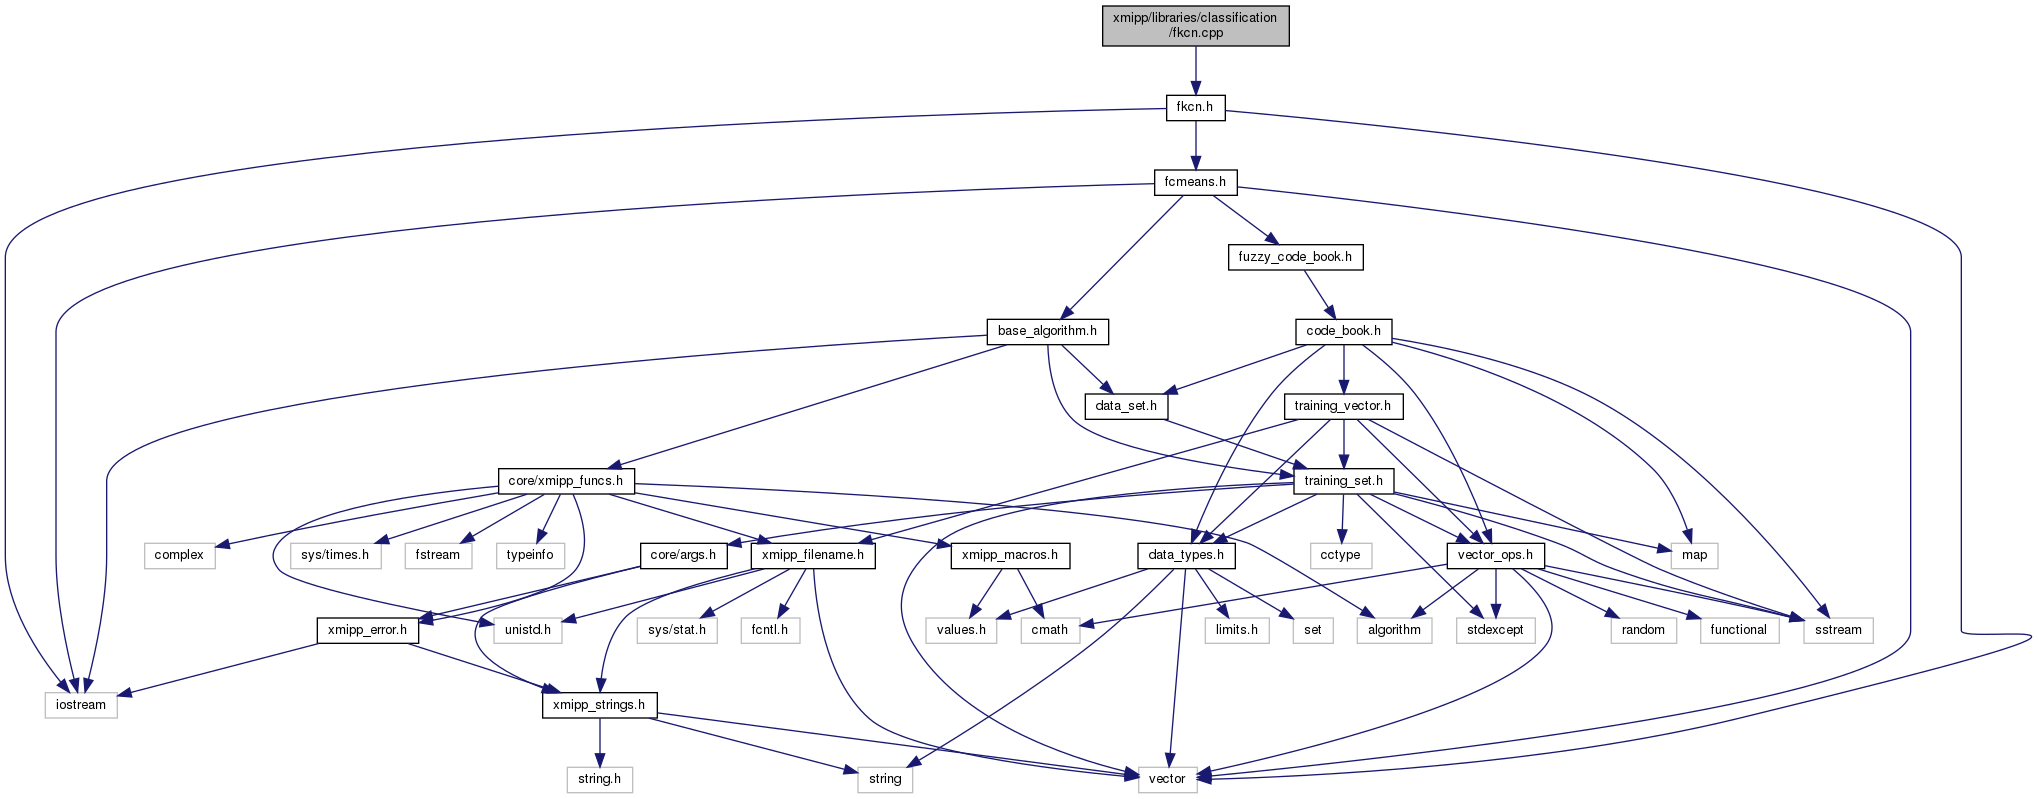 xmipp/libraries/classification
/fkcn.cpp
fkcn.h
fcmeans.h
fuzzy_code_book.h
base_algorithm.h
code_book.h
data_set.h
training_vector.h
core/xmipp_funcs.h
training_set.h
complex
sys/times.h
fstream
typeinfo
core/args.h
xmipp_filename.h
xmipp_macros.h
data_types.h
cctype
vector_ops.h
map
xmipp_error.h
unistd.h
sys/stat.h
fcntl.h
values.h
cmath
limits.h
set
algorithm
stdexcept
random
functional
sstream
iostream
xmipp_strings.h
string.h
string
vector